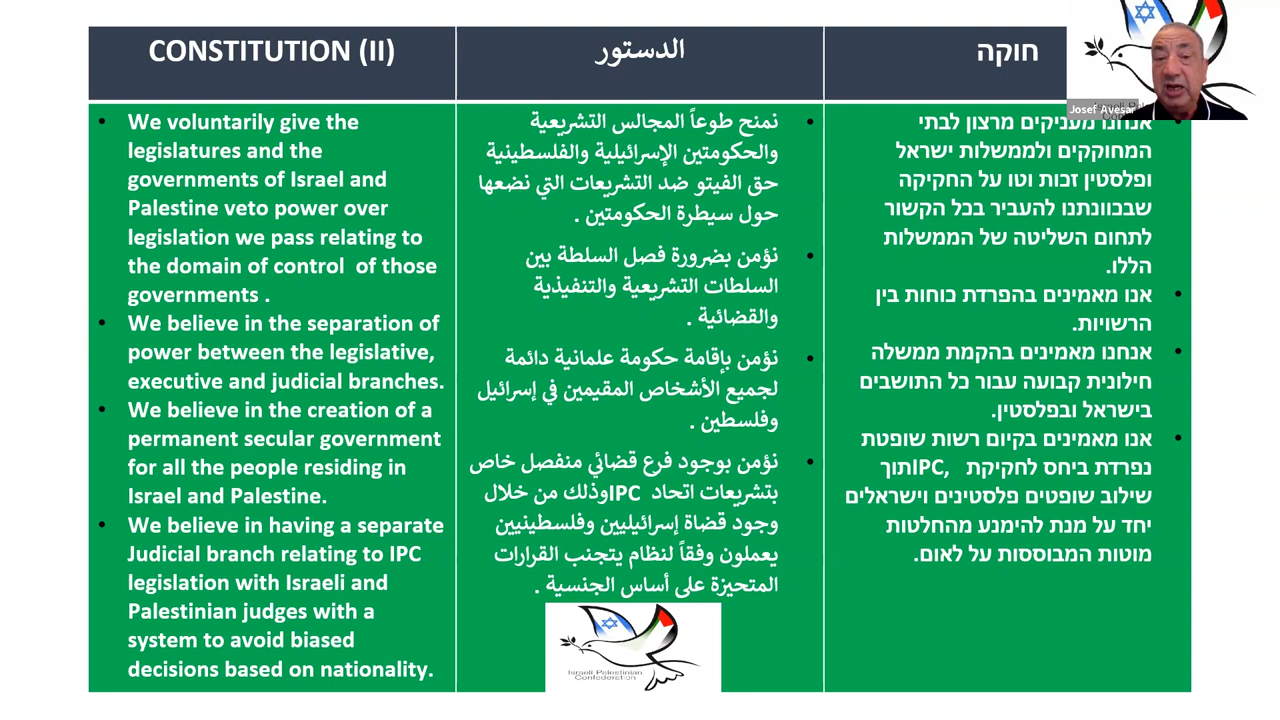 CONSTITUTION (II)
We voluntarily give the
legislatures and the
governments of Israel and
Palestine veto power over
legislation we pass relating to
the domain of control of those
governments .
We believe in the separation of
power between the legislative,
executive and judicial branches.
We believe in the creation of a
permanent secular government
for all the people residing in
Israel and Palestine.
We believe in having a separate
Judicial branch relating to IPC
legislation with Israeli and
Palestinian judges with a
system to avoid biased
decisions based on nationality.
الدستور
نمنح طوعاً المجالس التشريعية
والحكومتين الإسرائيلية والفلسطينية
حق الفيتو ضد التشريعات التي نضعها
حول سيطرة الحكومتين .
نؤمن بضرورة فصل السلطة بين
السلطات التشريعية والتنفيذية
والقضائية .
نؤمن بإقامة حكومة علمانية دائمة
لجميع الأشخاص المقيمين في إسرائيل
وفلسطين .
نؤمن بوجود فرع قضائي منفصل خاص
بتشريعات اتحاد IPCوذلك من خلال
وجود قضاة إسرائيليين وفلسطينيين
يعملون وفقاً لنظام يتجنب القرارات
المتحيزة على أساس الجنسية .
Israeli Palestinian
Confederation
חוקה
אנחנו מעניקים מרצון לבתי
המחוקקים ולממשלות ישראל
ופלסטין זכות וטו על החקיקה
שבכוונתנו להעביר בכל הקשור
לתחום השליטה של הממשלות
הללו.
אנו מאמינים בהפרדת כוחות בין
הרשויות.
אנחנו מאמינים בהקמת ממשלה
חילונית קבועה עבור כל התושבים
בישראל ובפלסטין.
אנו מאמינים בקיום רשות שופטת
נפרדת ביחס לחקיקת IPC, תוך
שילוב שופטים פלסטינים וישראלים
יחד על מנת להימנע מהחלטות
מוטות המבוססות על לאום.
Josef Avesar